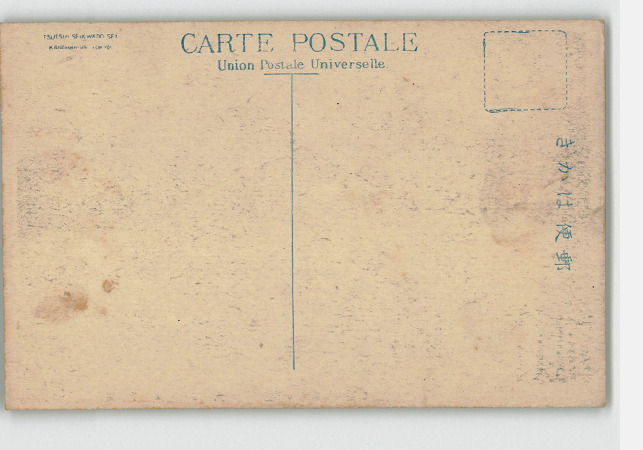 CARTE POSTALE
Union Postale Universelle
きかは便郵